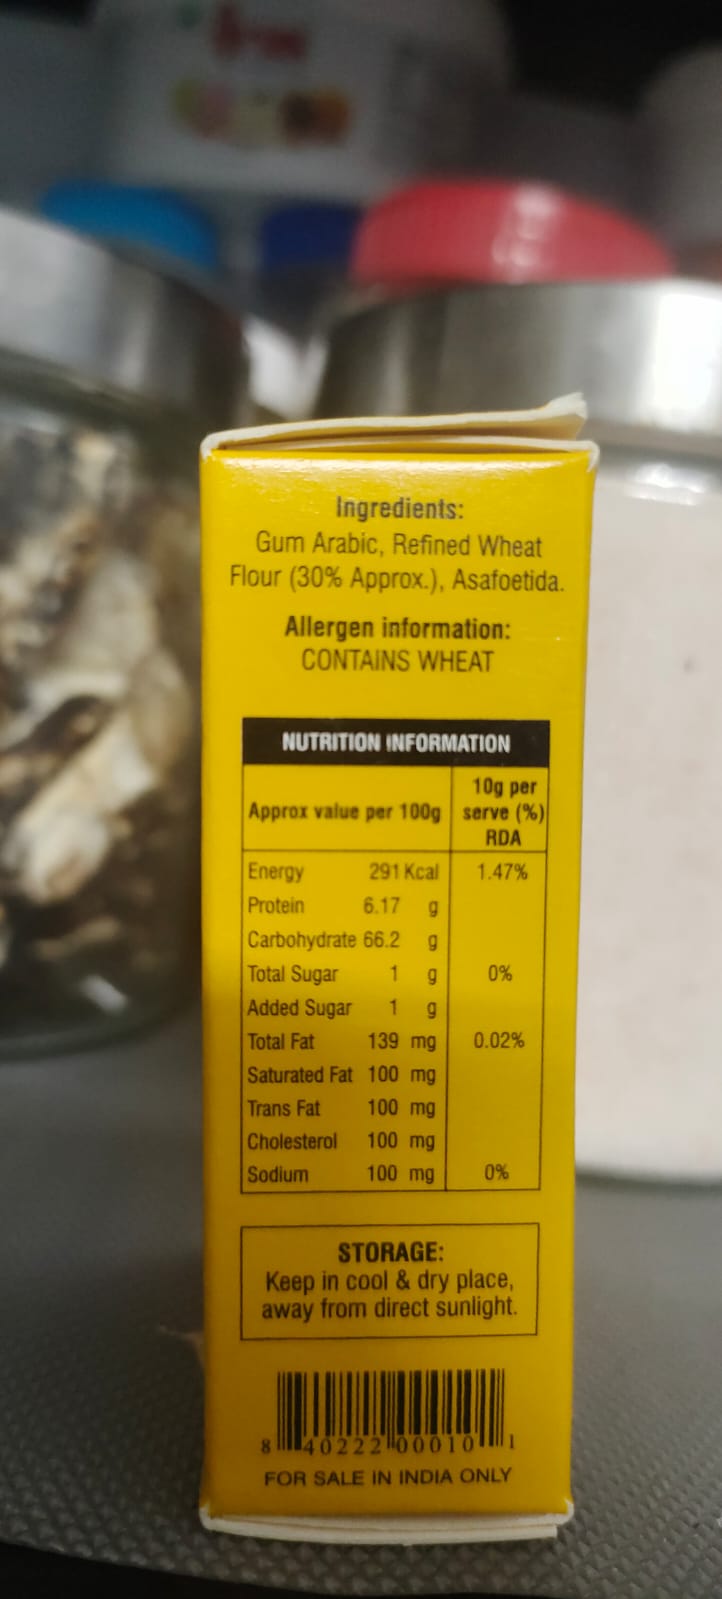 Ingredients:
Gum Arabic, Refined Wheat
Flour (30% Approx.), Asafoetida.
Allergen information:
CONTAINS WHEAT
NUTRITION INFORMATION
Approx value per 100g 10g per serve (%) RDA
Energy 291 Kcal 1.47%
Protein 6.17 g
Carbohydrate 66.2 g
Total Sugar 1 g 0%
Added Sugar 1 g
Total Fat 139 mg 0.02%
Saturated Fat 100 mg
Trans Fat 100 mg
Cholesterol 100 mg
Sodium 100 mg 0%
STORAGE:
Keep in cool & dry place,
away from direct sunlight.
8 40222 00010 1
FOR SALE IN INDIA ONLY